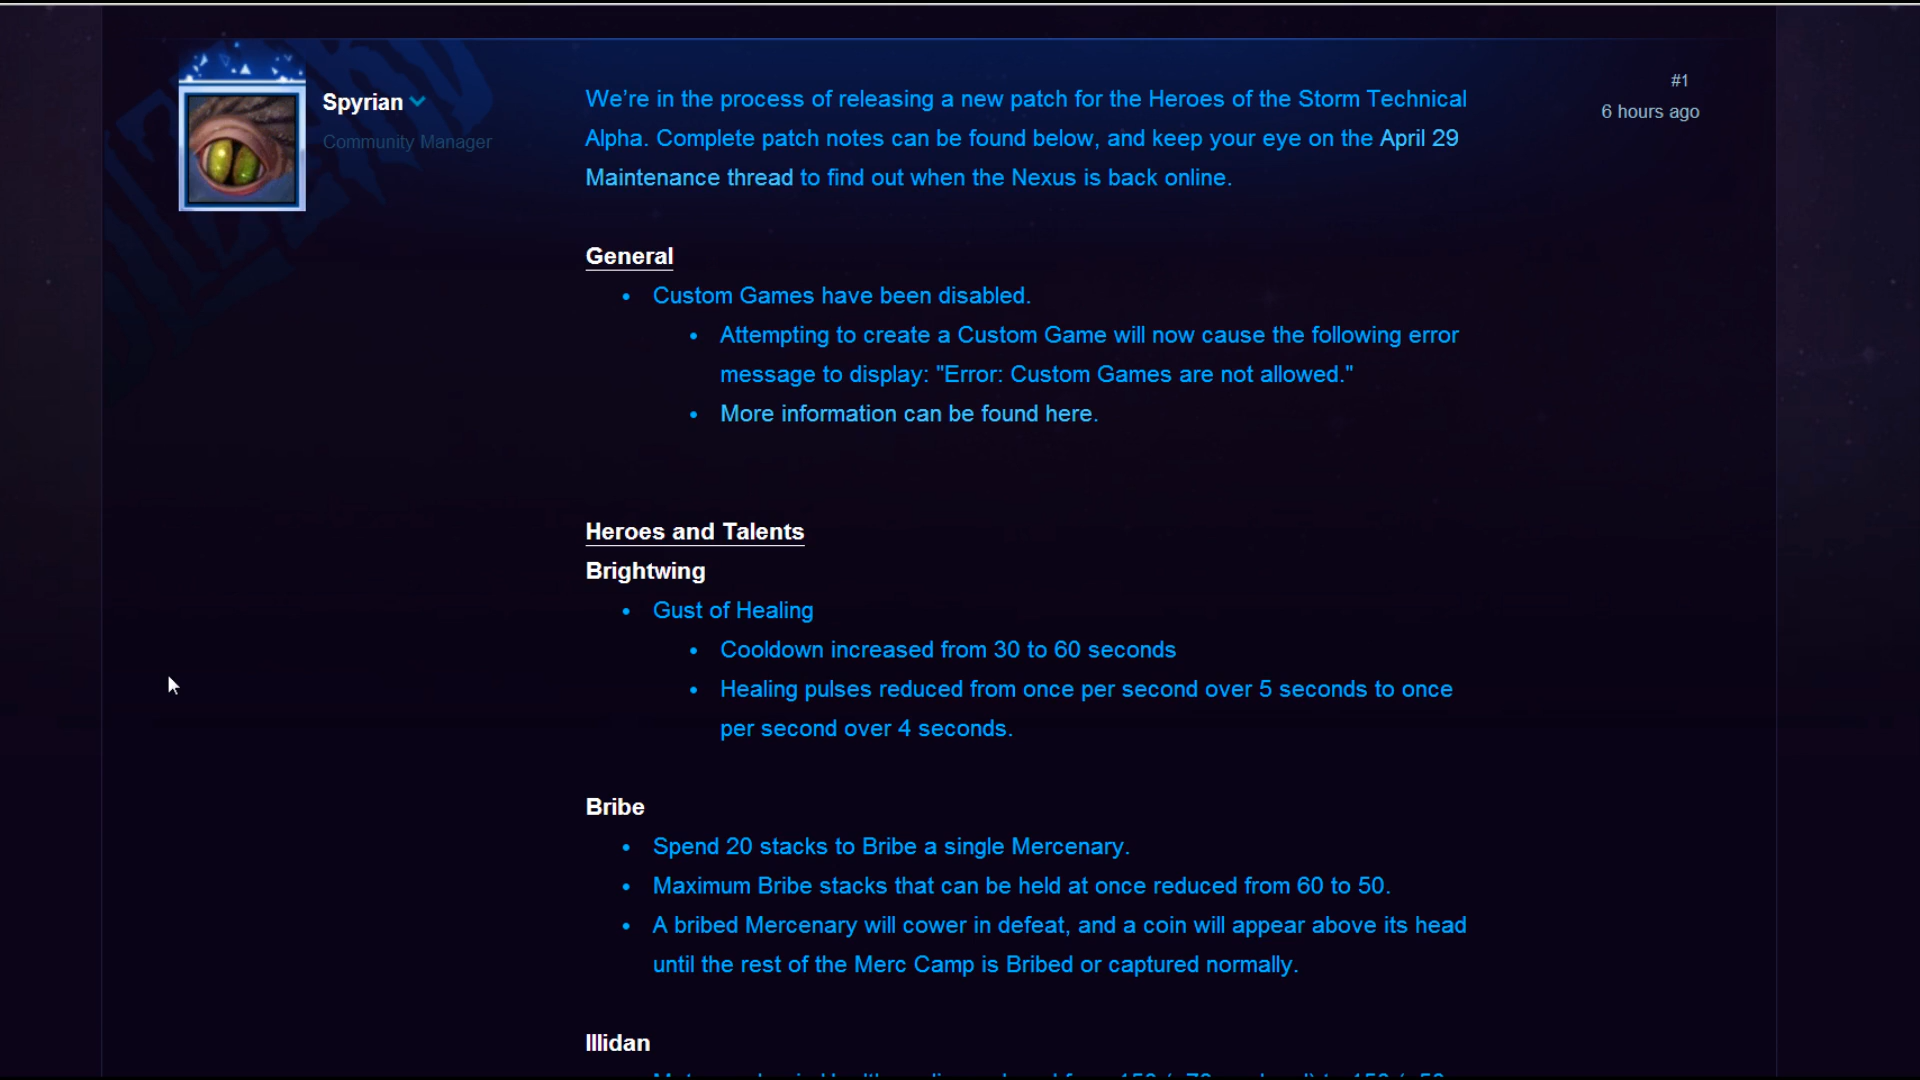 #1
Spyrian
Community Manager
6 hours ago
We’re in the process of releasing a new patch for the Heroes of the Storm Technical
Alpha. Complete patch notes can be found below, and keep your eye on the April 29
Maintenance thread to find out when the Nexus is back online.
General
• Custom Games have been disabled.
• Attempting to create a Custom Game will now cause the following error
message to display: "Error: Custom Games are not allowed."
• More information can be found here.
Heroes and Talents
Brightwing
• Gust of Healing
• Cooldown increased from 30 to 60 seconds
• Healing pulses reduced from once per second over 5 seconds to once
per second over 4 seconds.
Bribe
• Spend 20 stacks to Bribe a single Mercenary.
• Maximum Bribe stacks that can be held at once reduced from 60 to 50.
• A bribed Mercenary will cower in defeat, and a coin will appear above its head
until the rest of the Merc Camp is Bribed or captured normally.
Illidan